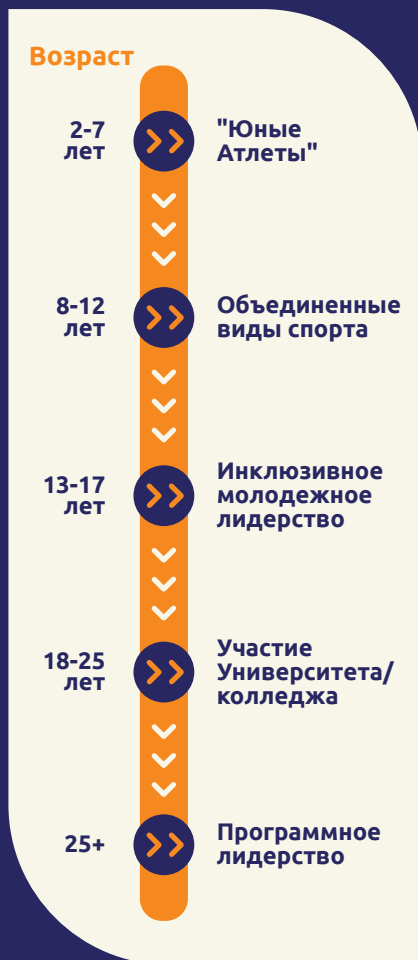 Возраст
2-7
лет
"Юные
Атлеты"
8-12
лет
Объединенные
виды спорта
13-17
лет
Инклюзивное
молодежное
лидерство
18-25
лет
Участие
Университета/
колледжа
25+
Программное
лидерство